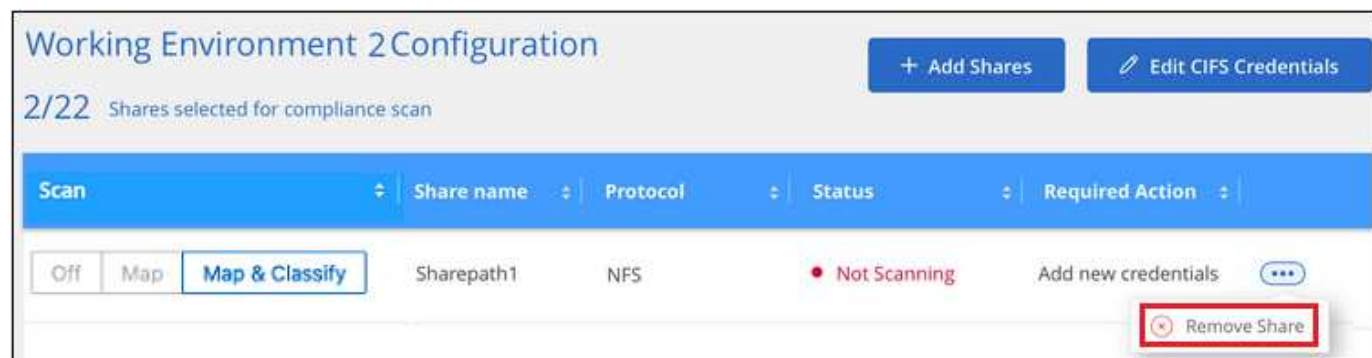 Working Environment 2 Configuration
+ Add Shares
Edit CIFS Credentials
2/22 Shares selected for compliance scan
Scan Share name Protocol Status Required Action
Off Map Map & Classify Sharepath1 NFS Not Scanning Add new credentials
Remove Share